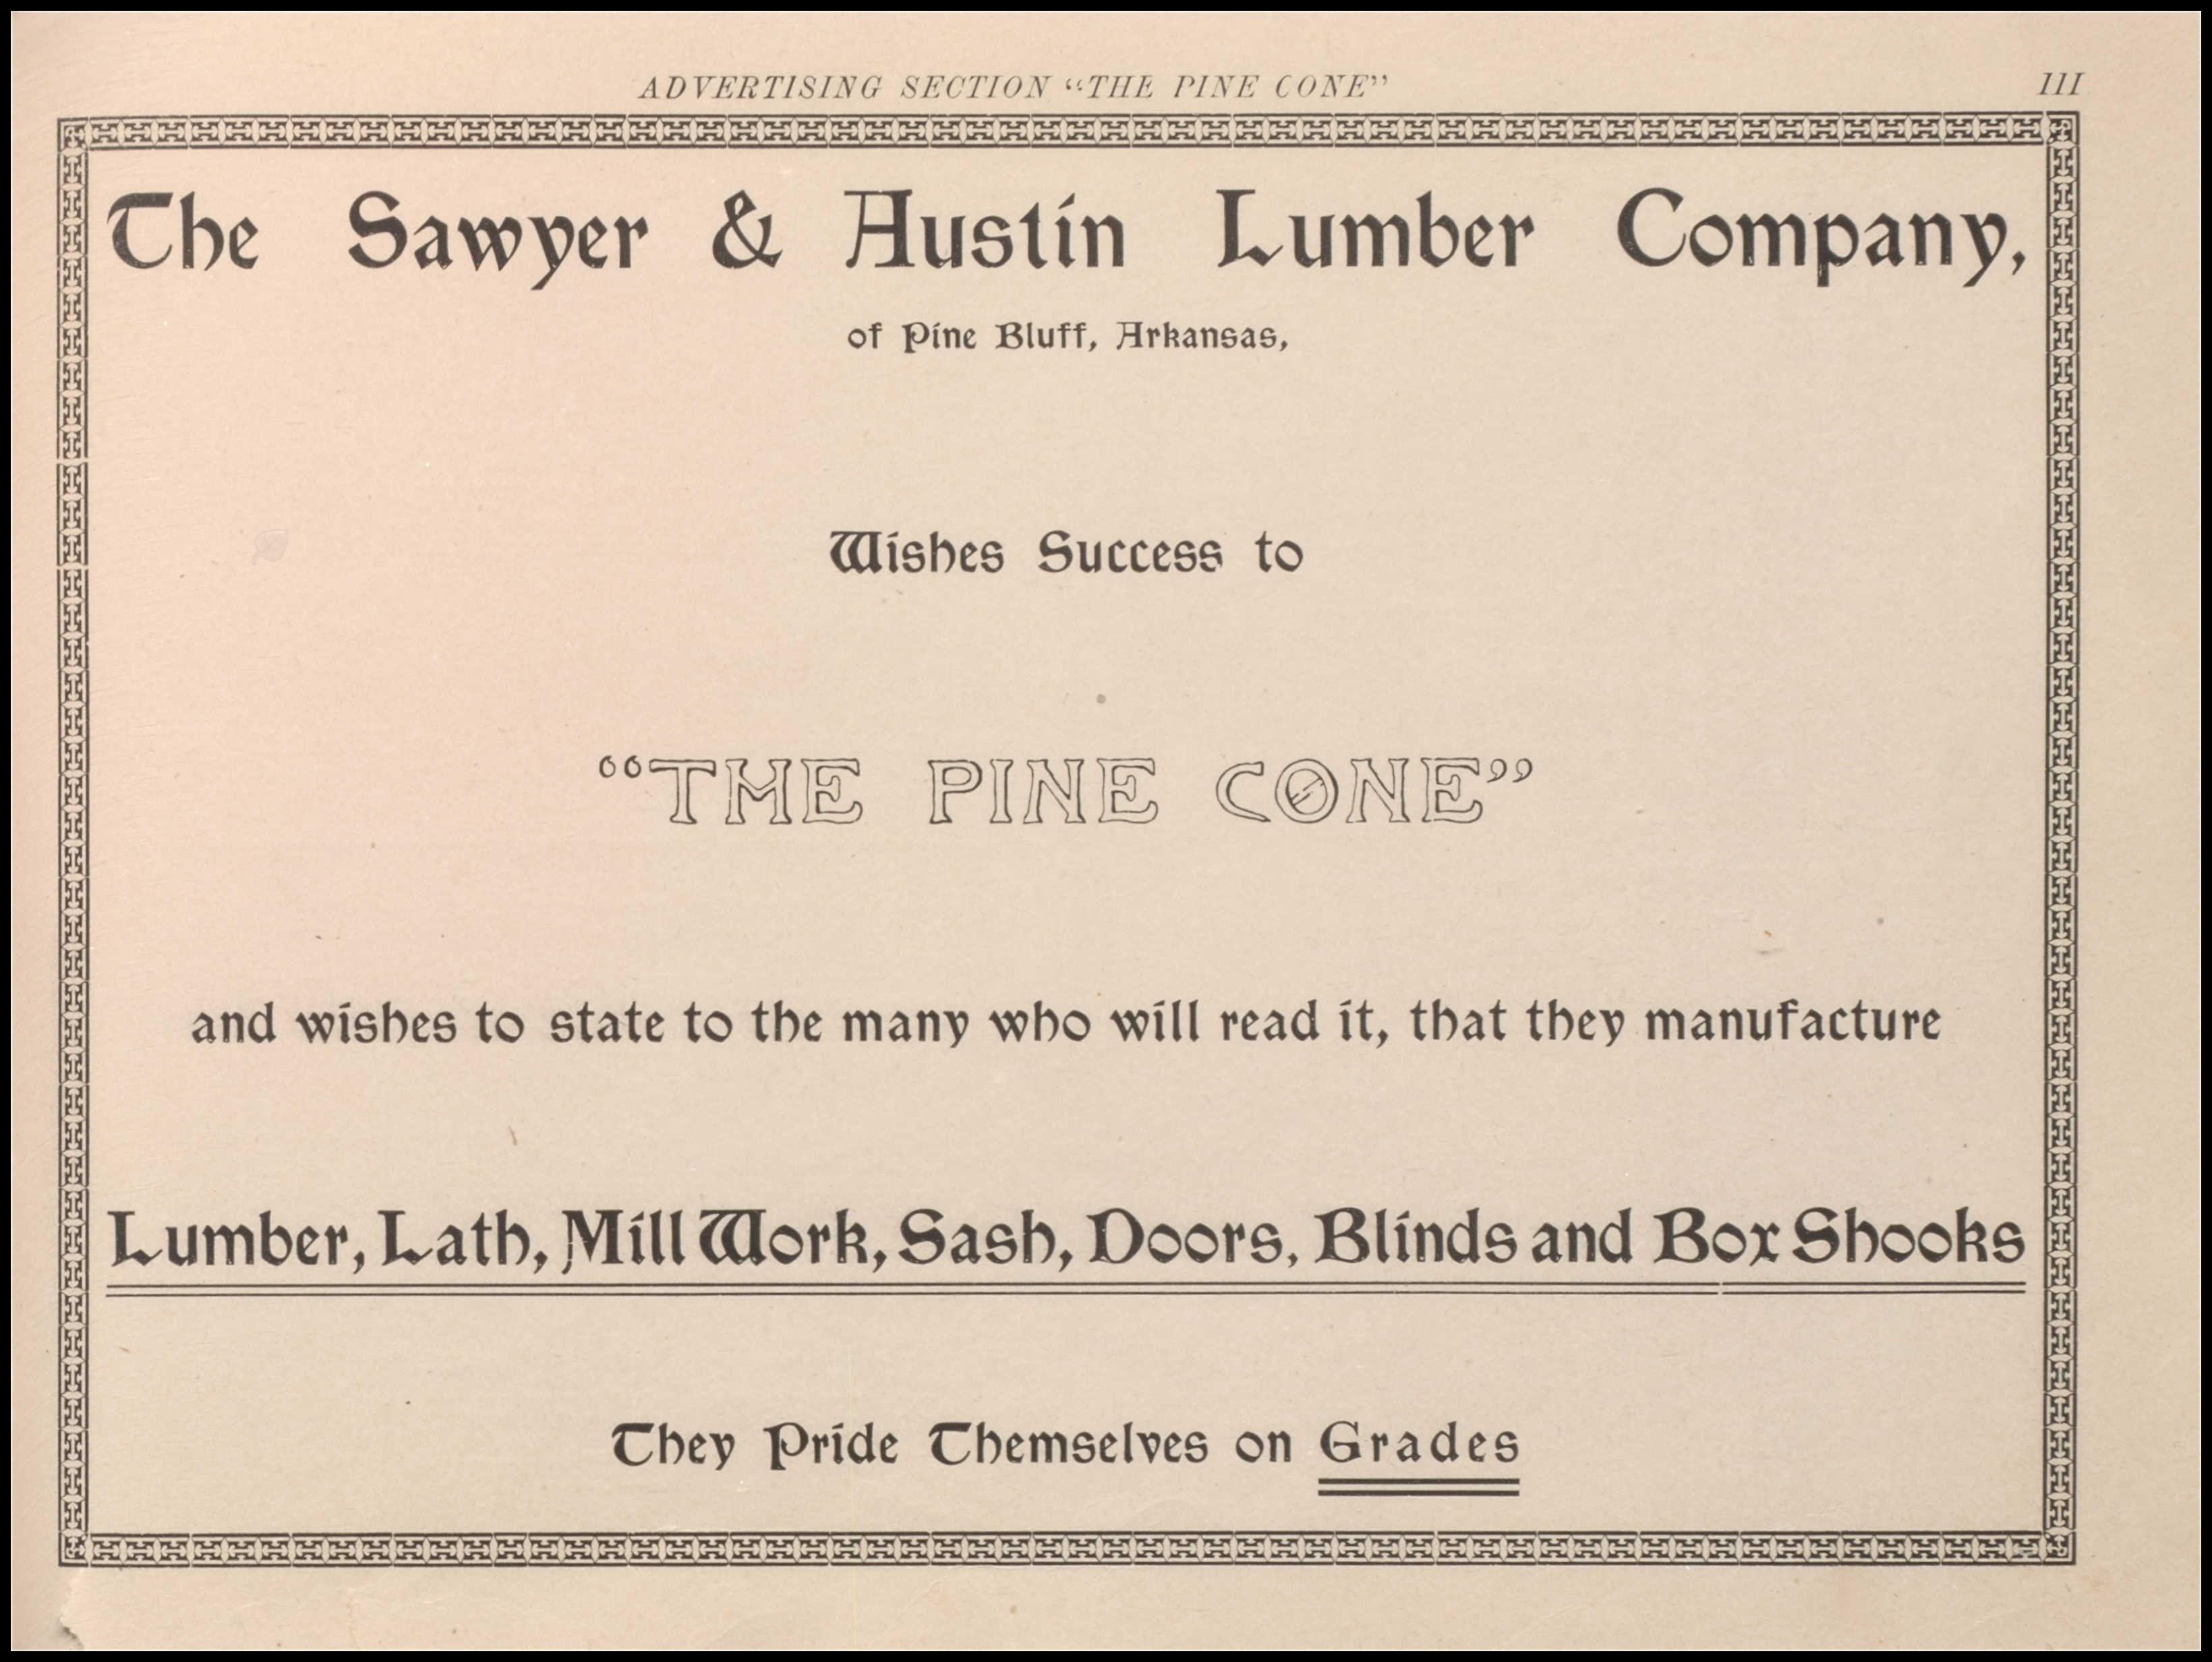 ADVERTISING SECTION “THE PINE CONE”
III
The Sawyer & Austin Lumber Company,
of Pine Bluff, Arkansas,
Wishes Success to
“THE PINE CONE”
and wishes to state to the many who will read it, that they manufacture
Lumber, Lath, Mill Work, Sash, Doors, Blinds and Box Shooks
They Pride Themselves on Grades